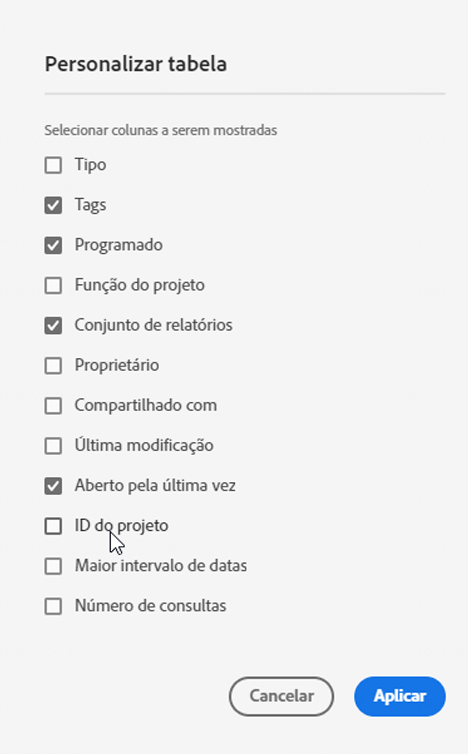 Personalizar tabela
Selecionar colunas a serem mostradas
Tipo
Tags
Programado
Função do projeto
Conjunto de relatórios
Proprietário
Compartilhado com
Última modificação
Aberto pela última vez
ID do projeto
Maior intervalo de datas
Número de consultas
Cancelar Aplicar